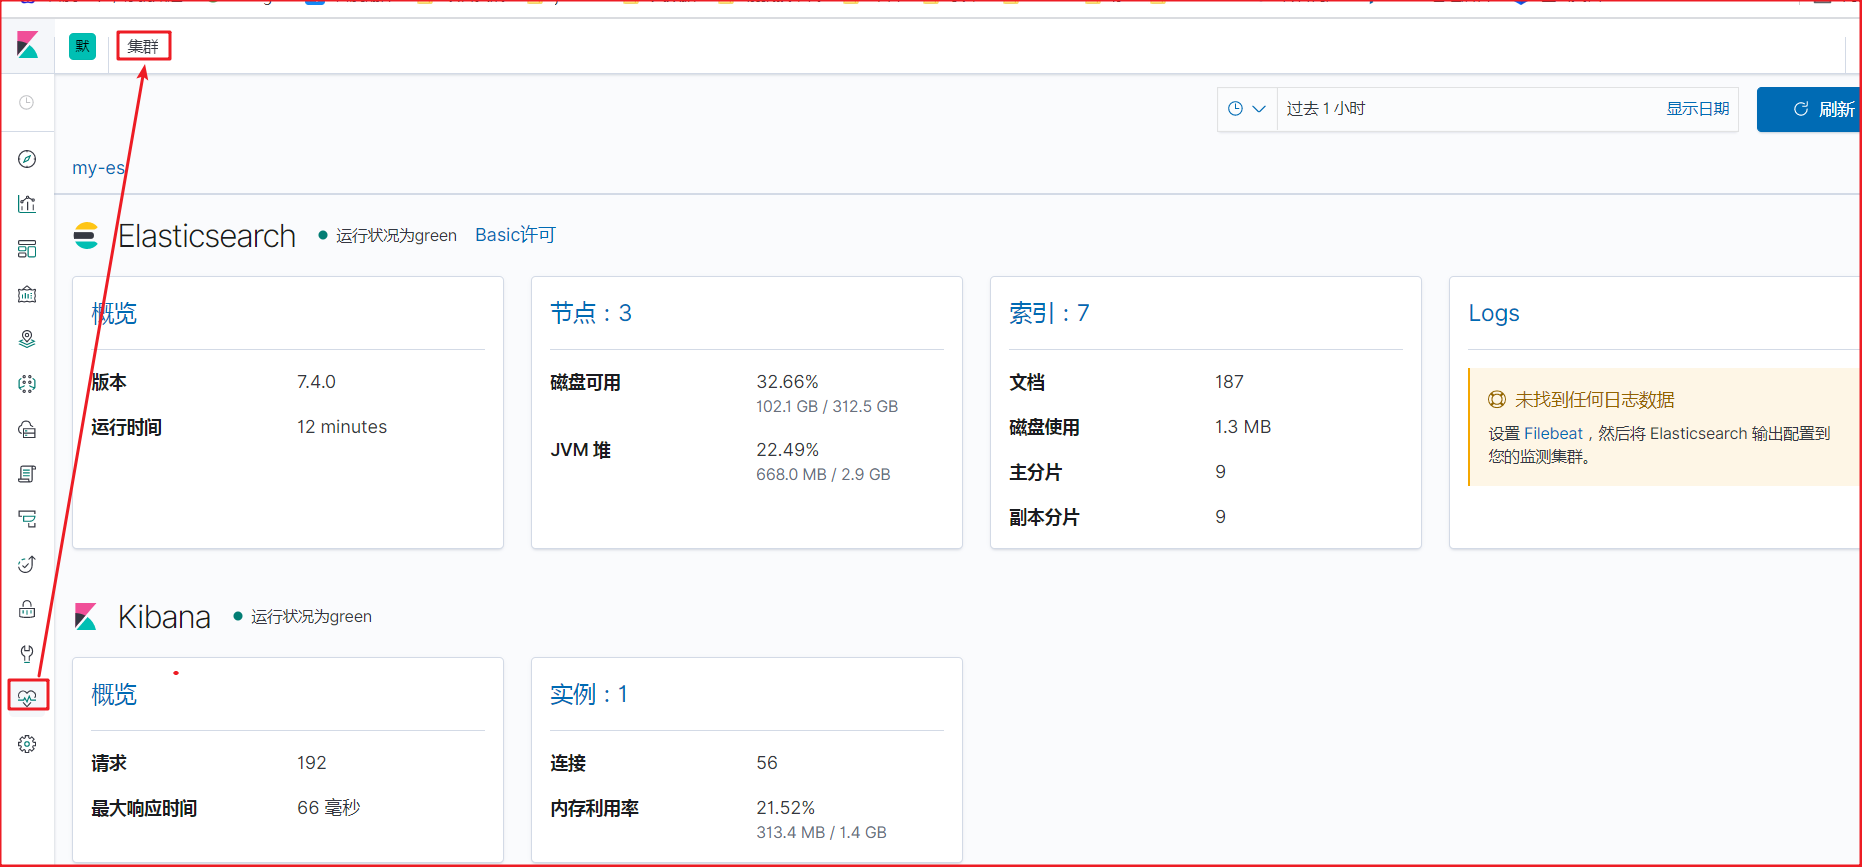 默 集群
过去 1 小时 显示日期 刷新
my-es
Elasticsearch 运行状况为green Basic许可
概览
版本 7.4.0
运行时间 12 minutes
节点：3
磁盘可用 32.66%
102.1 GB / 312.5 GB
JVM 堆 22.49%
668.0 MB / 2.9 GB
索引：7
文档 187
磁盘使用 1.3 MB
主分片 9
副本分片 9
Logs
未找到任何日志数据
设置 Filebeat，然后将 Elasticsearch 输出配置到
您的监测集群。
Kibana 运行状况为green
概览
请求 192
最大响应时间 66 毫秒
实例：1
连接 56
内存利用率 21.52%
313.4 MB / 1.4 GB